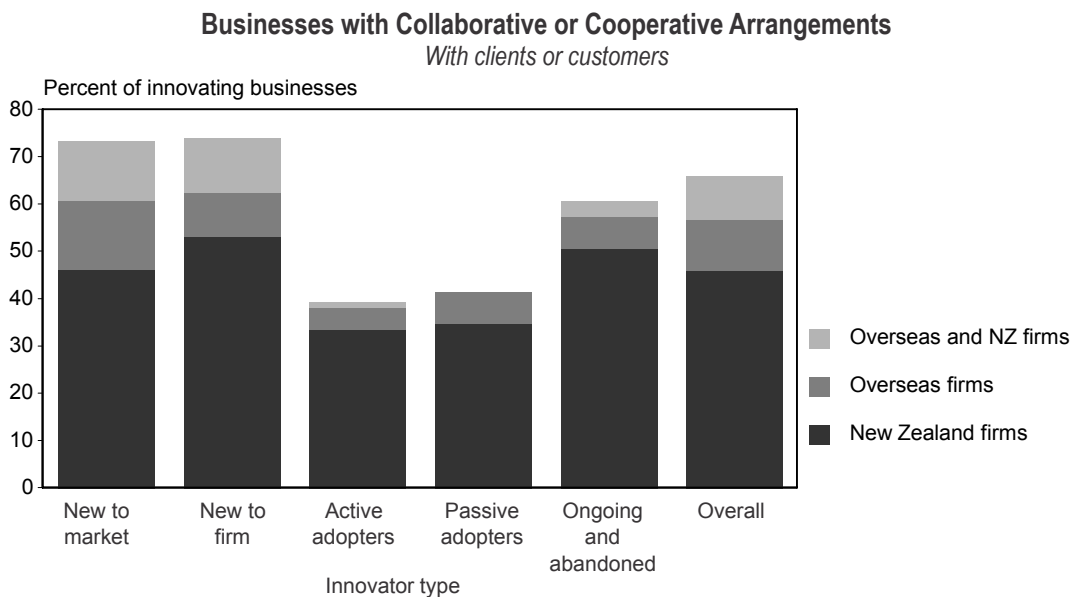 Businesses with Collaborative or Cooperative Arrangements
With clients or customers
Percent of innovating businesses
80
70
60
50
40
30
20
10
0
Overseas and NZ firms
Overseas firms
New Zealand firms
New to market
New to firm
Active adopters
Passive adopters
Ongoing and abandoned
Overall
Innovator type